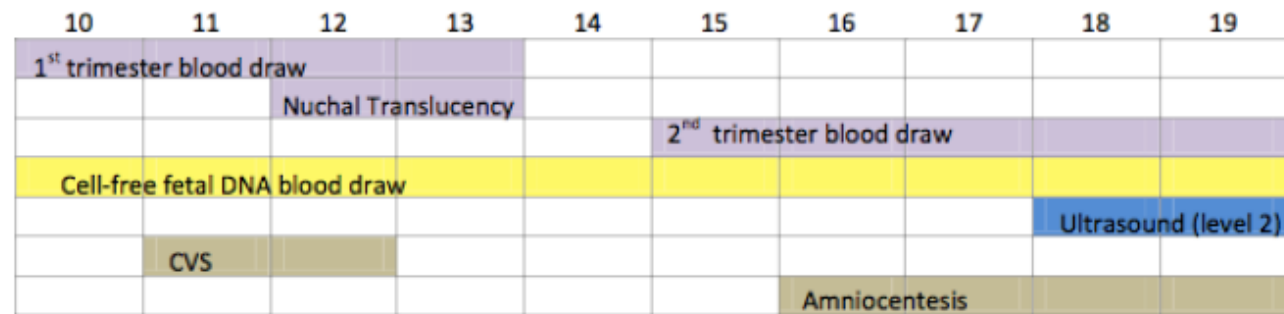 10 11 12 13 14 15 16 17 18 19
1st trimester blood draw
Nuchal Translucency
2nd trimester blood draw
Cell-free fetal DNA blood draw
Ultrasound (level 2)
CVS
Amniocentesis